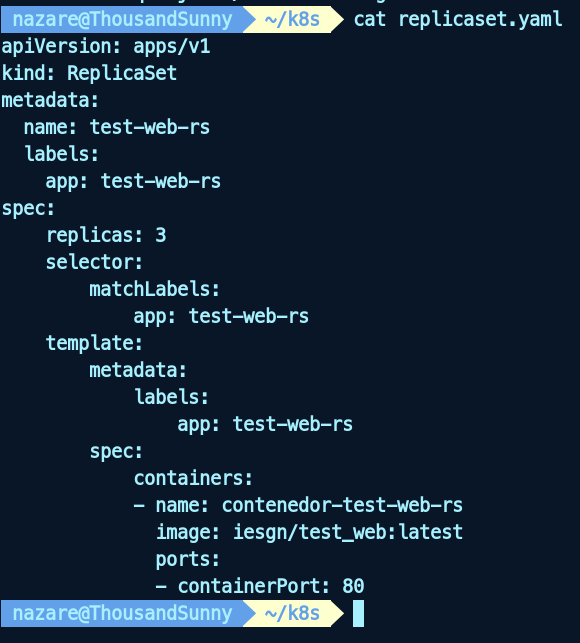 nazare@ThousandSunny ~/k8s cat replicaset.yaml
apiVersion: apps/v1
kind: ReplicaSet
metadata:
  name: test-web-rs
  labels:
    app: test-web-rs
spec:
    replicas: 3
    selector:
        matchLabels:
            app: test-web-rs
    template:
        metadata:
            labels:
                app: test-web-rs
        spec:
            containers:
            - name: contenedor-test-web-rs
              image: iesgn/test_web:latest
              ports:
              - containerPort: 80
nazare@ThousandSunny ~/k8s